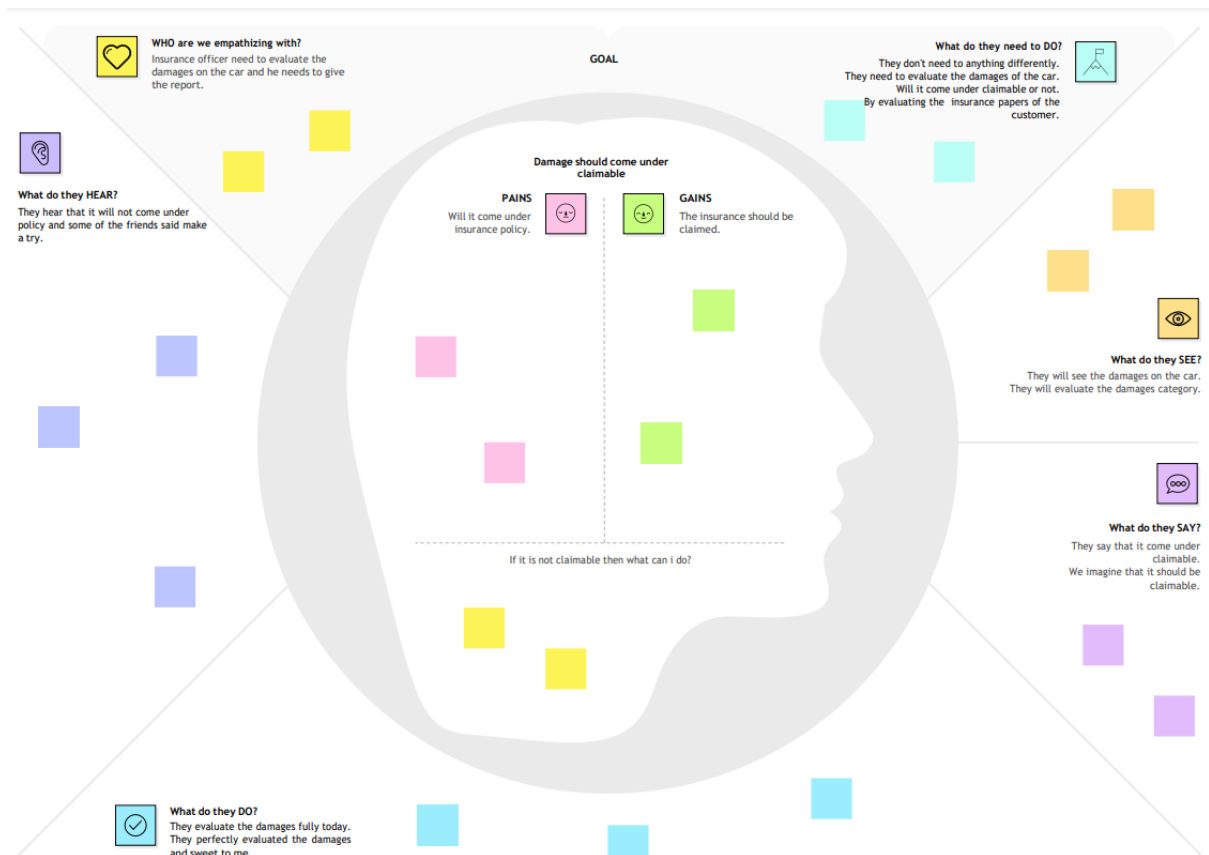 WHO are we empathizing with?
Insurance officer need to evaluate the
damages on the car and he needs to give
the report.
GOAL
What do they need to DO?
They don't need to anything differently.
They need to evaluate the damages of the car.
Will it come under claimable or not.
By evaluating the insurance papers of the
customer.
What do they HEAR?
They hear that it will not come under
policy and some of the friends said make
a try.
Damage should come under
claimable
PAINS
Will it come under
insurance policy.
GAINS
The insurance should be
claimed.
What do they SEE?
They will see the damages on the car.
They will evaluate the damages category.
What do they SAY?
They say that it come under
claimable.
We imagine that it should be
claimable.
If it is not claimable then what can i do?
What do they DO?
They evaluate the damages fully today.
They perfectly evaluated the damages
and sweet to me